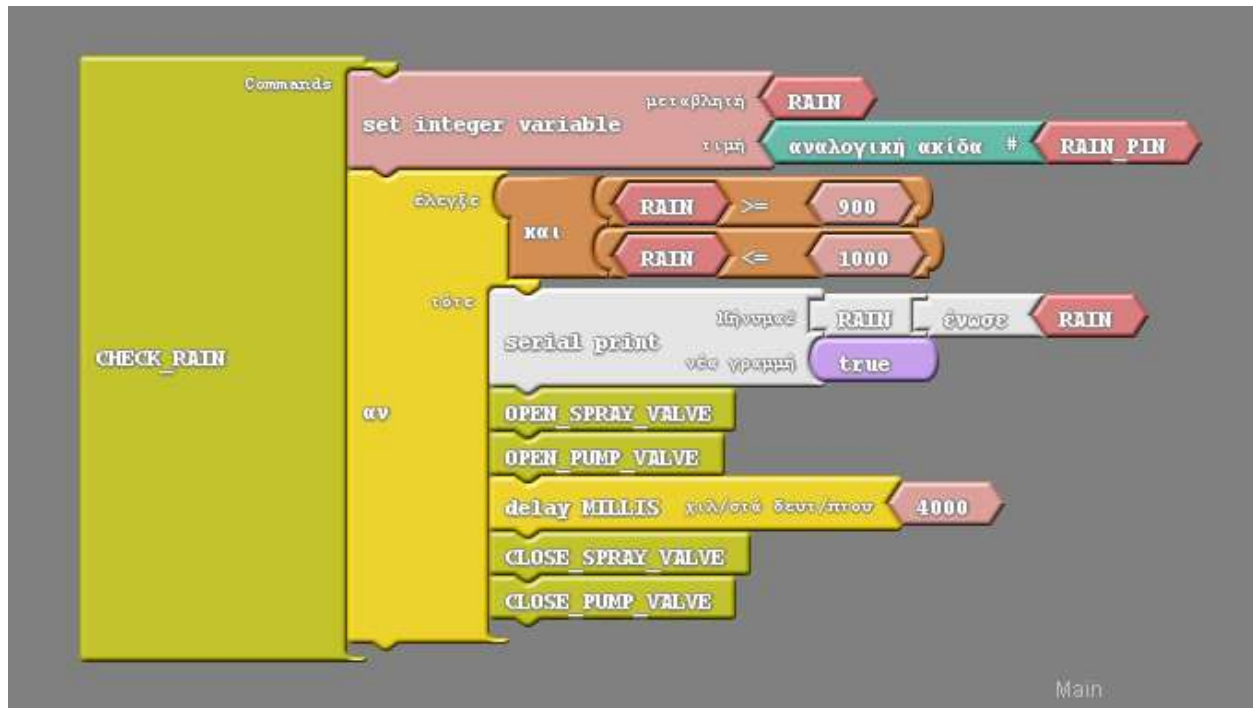 Commands
set integer variable μεταβλητή RAIN
τιμή αναλογική ακίδα # RAIN_PIN
έλεγξε και RAIN >= 900
RAIN <= 1000
τότε
serial print Μήνυμα2 RAIN ένωσε RAIN
νέα γραμμή true
CHECK_RAIN
αν
OPEN_SPRAY_VALVE
OPEN_PUMP_VALVE
delay MILLIS χιλ/στά δευτ/πτου 4000
CLOSE_SPRAY_VALVE
CLOSE_PUMP_VALVE
Main